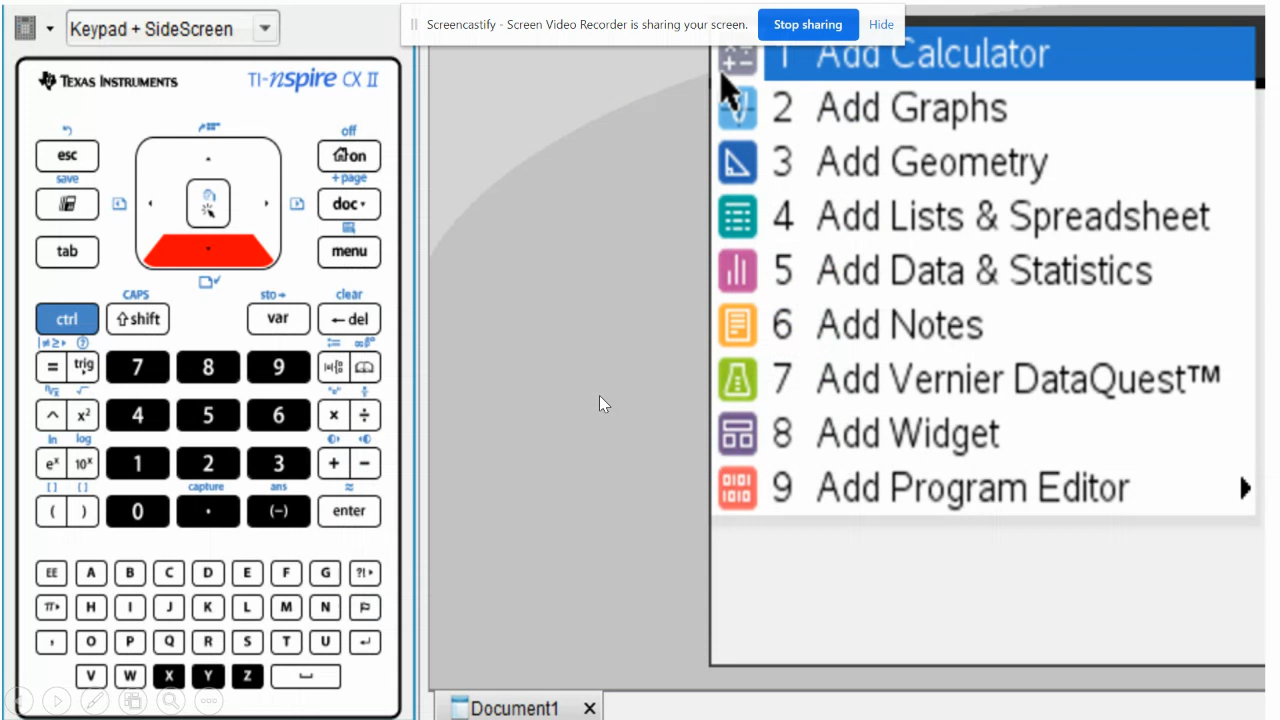 Keypad + SideScreen
Screencastify - Screen Video Recorder is sharing your screen.
Stop sharing
Hide
TEXAS INSTRUMENTS
TI-nspire CX II
esc
off
on
save
+ page
doc
tab
menu
CAPS
sto→
clear
ctrl
shift
var
← del
= trig 7 8 9
^ x² 4 5 6 × ÷
ln log
eˣ 10ˣ 1 2 3 + −
[ ] { } capture ans ≈
( ) 0 . (−) enter
EE A B C D E F G ?!▸
π▸ H I J K L M N
, O P Q R S T U
V W X Y Z
1 Add Calculator
2 Add Graphs
3 Add Geometry
4 Add Lists & Spreadsheet
5 Add Data & Statistics
6 Add Notes
7 Add Vernier DataQuest™
8 Add Widget
9 Add Program Editor
Document1